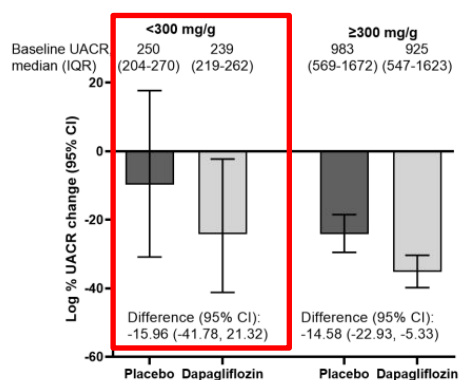 <300 mg/g
≥300 mg/g
Baseline UACR 250 239 983 925
median (IQR) (204-270) (219-262) (569-1672) (547-1623)
20
0
-20
-40
-60
Log % UACR change (95% CI)
Difference (95% CI): Difference (95% CI):
-15.96 (-41.78, 21.32) -14.58 (-22.93, -5.33)
Placebo Dapagliflozin Placebo Dapagliflozin